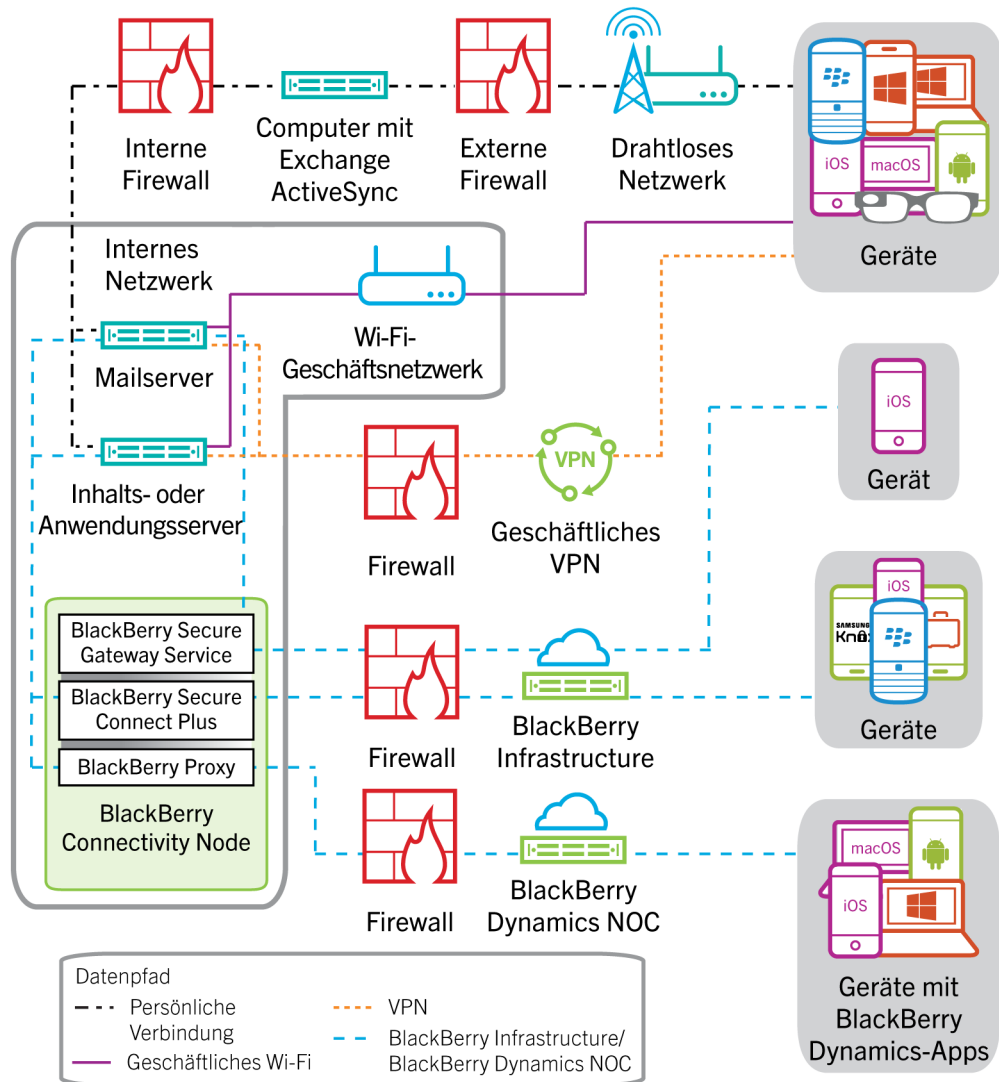 Interne
Firewall
Computer mit
Exchange
ActiveSync
Externe
Firewall
Drahtloses
Netzwerk
iOS
macOS
Geräte
Internes
Netzwerk
Wi-Fi-
Geschäftsnetzwerk
Mailserver
Inhalts- oder
Anwendungsserver
Firewall
VPN
Geschäftliches
VPN
iOS
Gerät
BlackBerry Secure
Gateway Service
BlackBerry Secure
Connect Plus
BlackBerry Proxy
BlackBerry
Connectivity Node
Firewall
BlackBerry
Infrastructure
iOS
SAMSUNG
Knox
Geräte
Firewall
BlackBerry
Dynamics NOC
macOS
iOS
Geräte mit
BlackBerry
Dynamics-Apps
Datenpfad
Persönliche
Verbindung
Geschäftliches Wi-Fi
VPN
BlackBerry Infrastructure/
BlackBerry Dynamics NOC